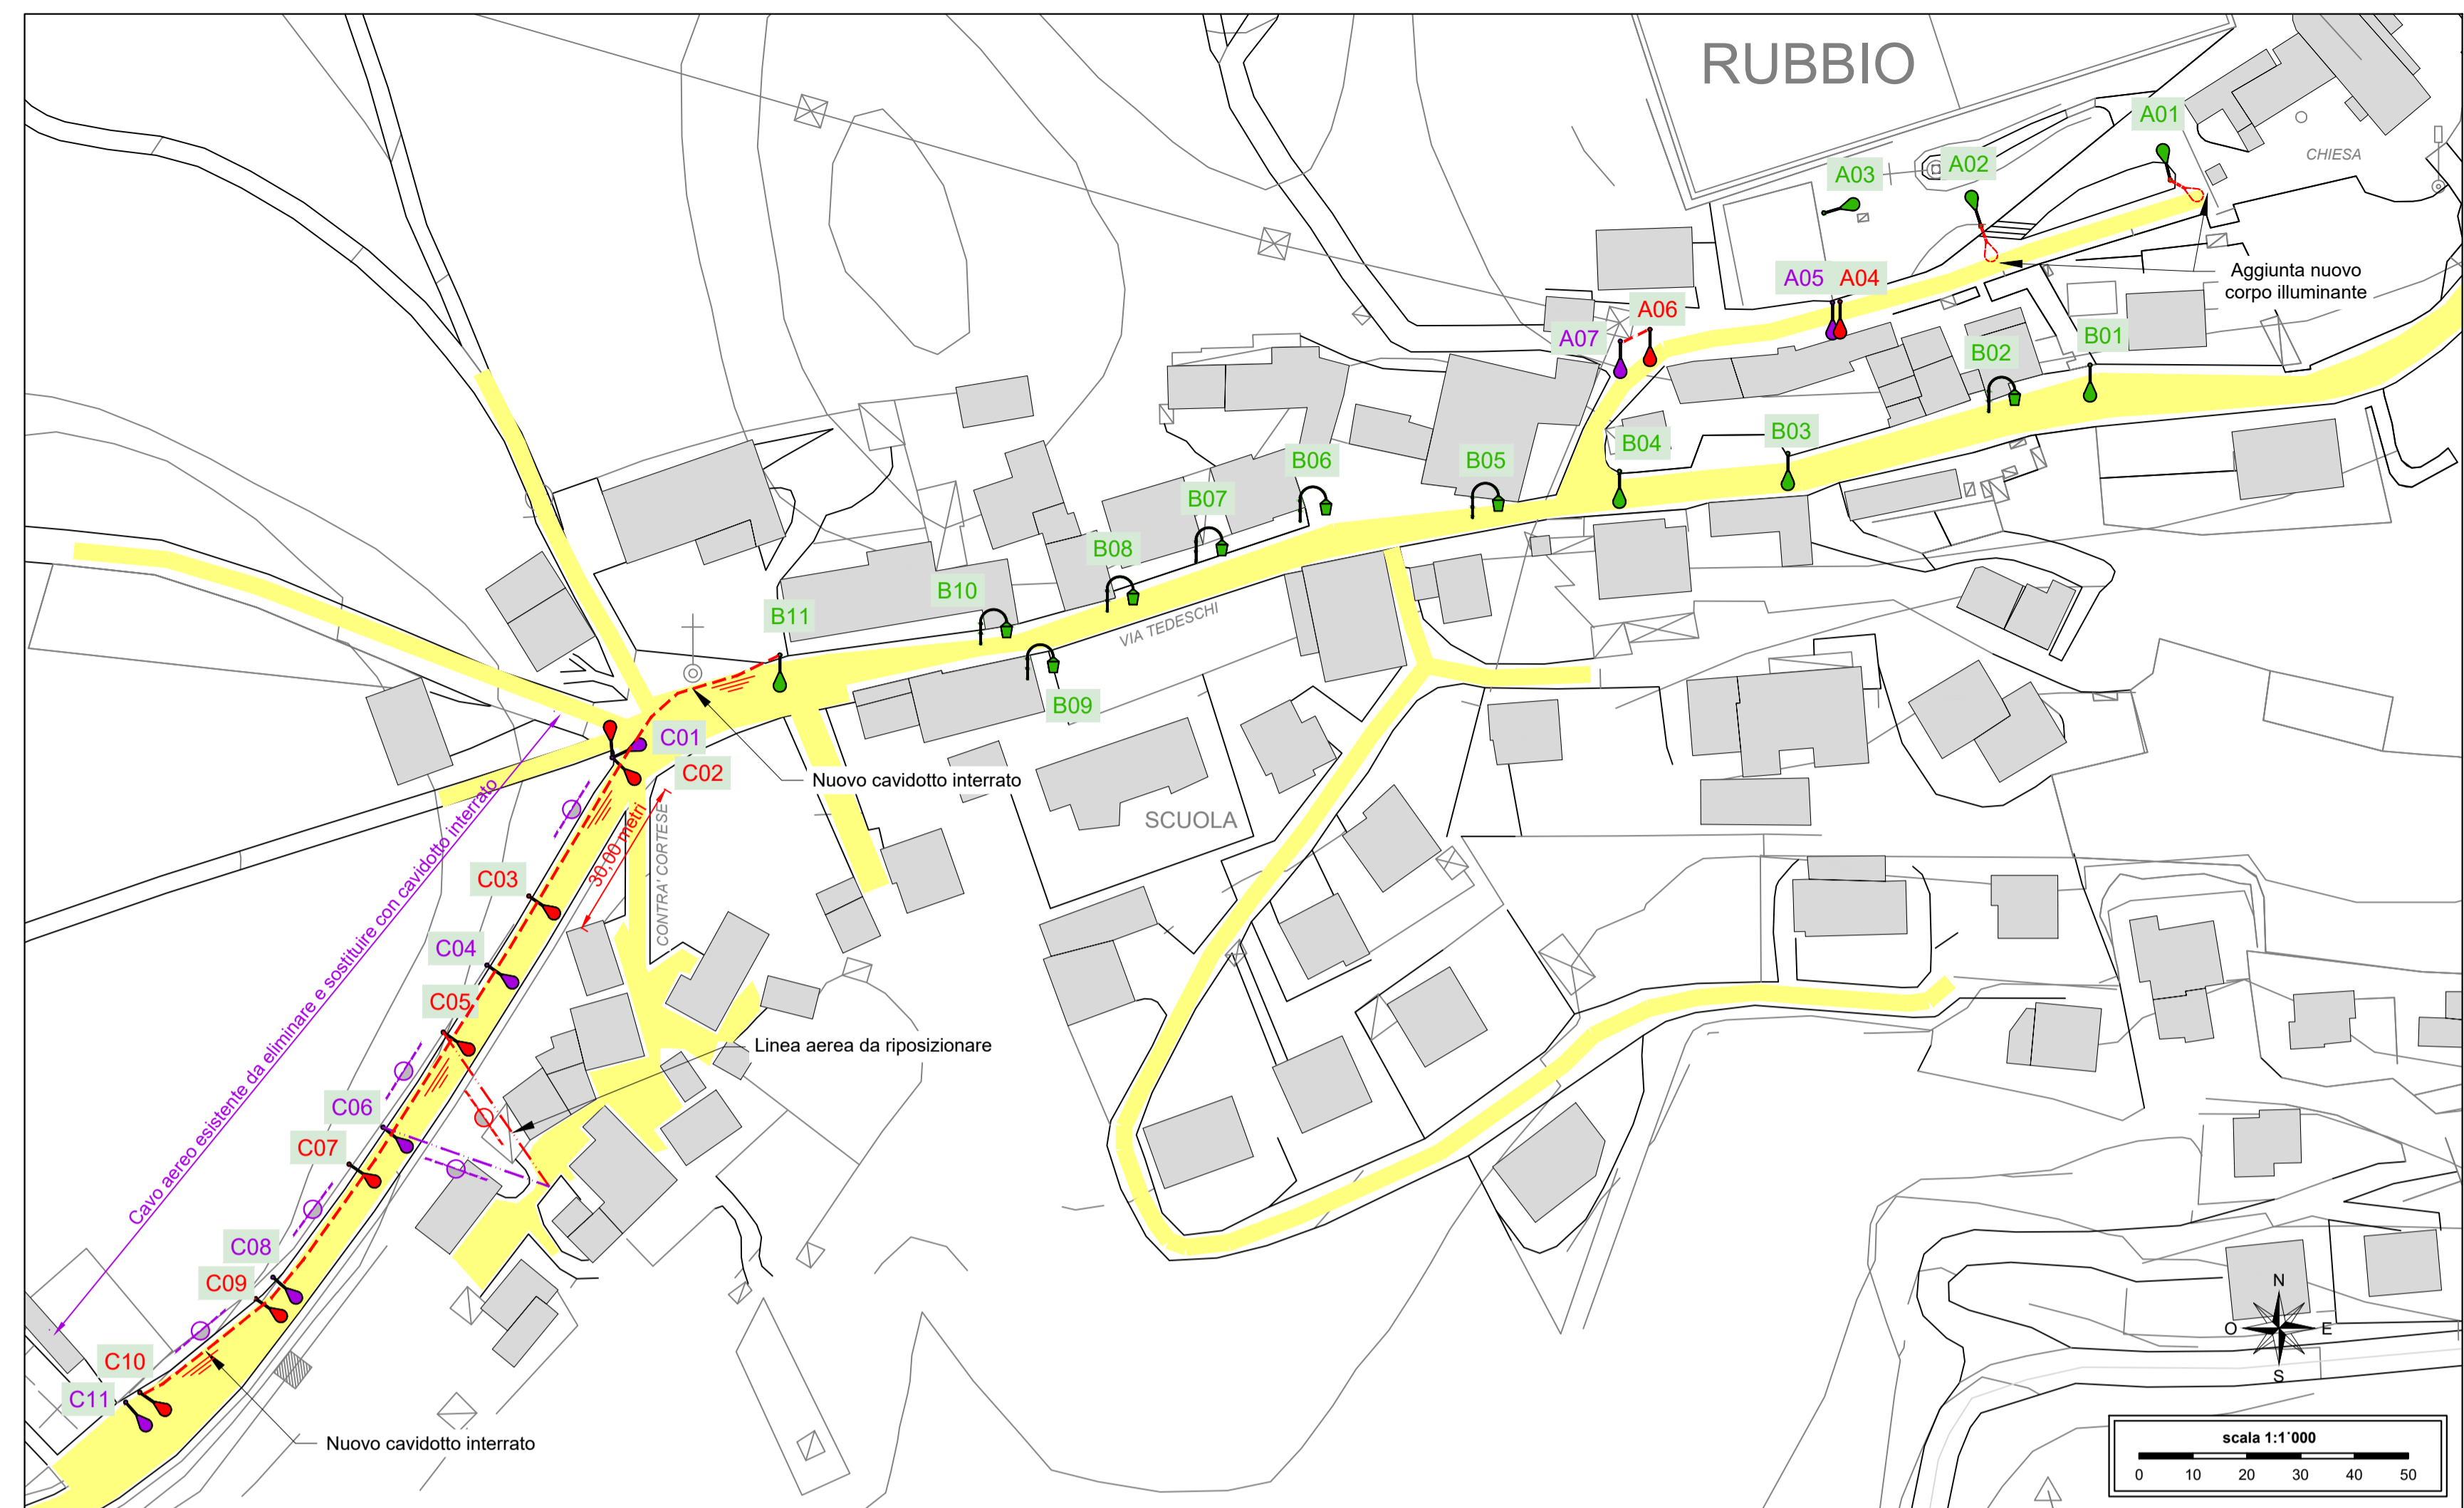 RUBBIO
A01
CHIESA
A02
A03
A05
A04
Aggiunta nuovo
corpo illuminante
A06
A07
B01
B02
B03
B04
B05
B06
B07
B08
B10
B11
VIA TEDESCHI
B09
C01
C02
Nuovo cavidotto interrato
SCUOLA
30,00 metri
CONTRA' CORTESE
Cavo aereo esistente da eliminare e sostituire con cavidotto interrato
C03
C04
C05
Linea aerea da riposizionare
C06
C07
C08
C09
C10
C11
Nuovo cavidotto interrato
N
O
E
S
scala 1:1'000
0 10 20 30 40 50